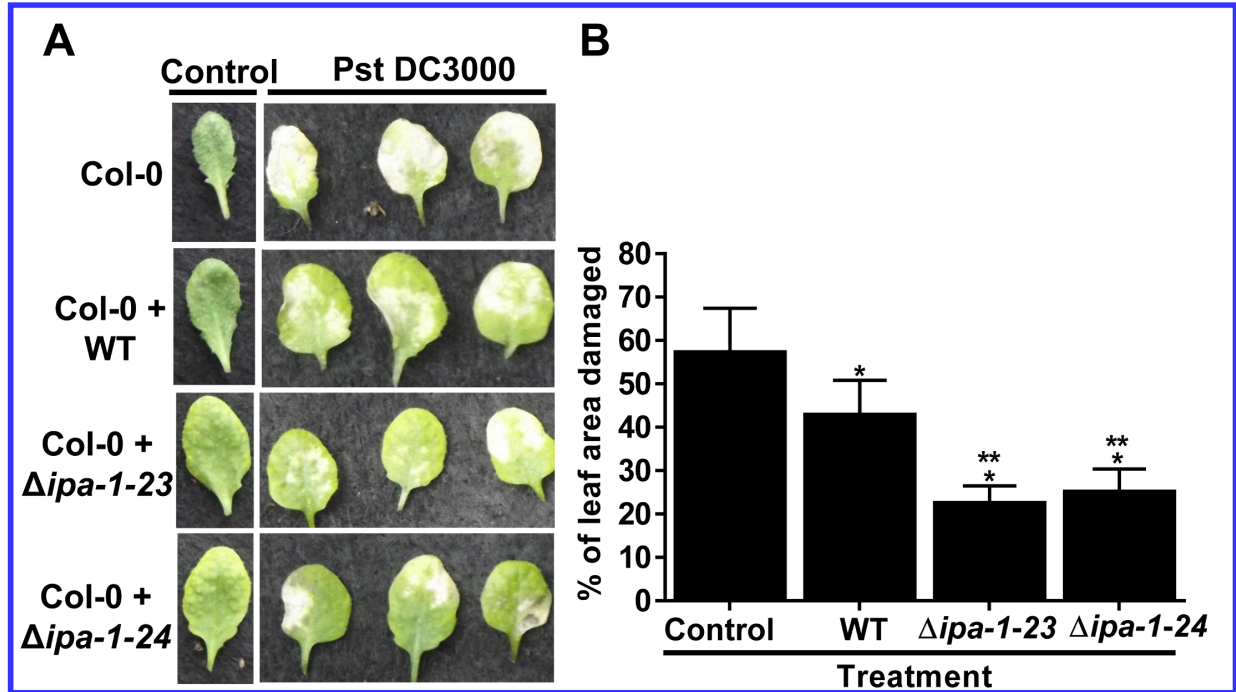 A
Control
Pst DC3000
Col-0
Col-0 +
WT
Col-0 +
Δipa-1-23
Col-0 +
Δipa-1-24
B
% of leaf area damaged
80
70
60
50
40
30
20
10
0
*
**
*
**
*
Control
WT
Δipa-1-23
Δipa-1-24
Treatment